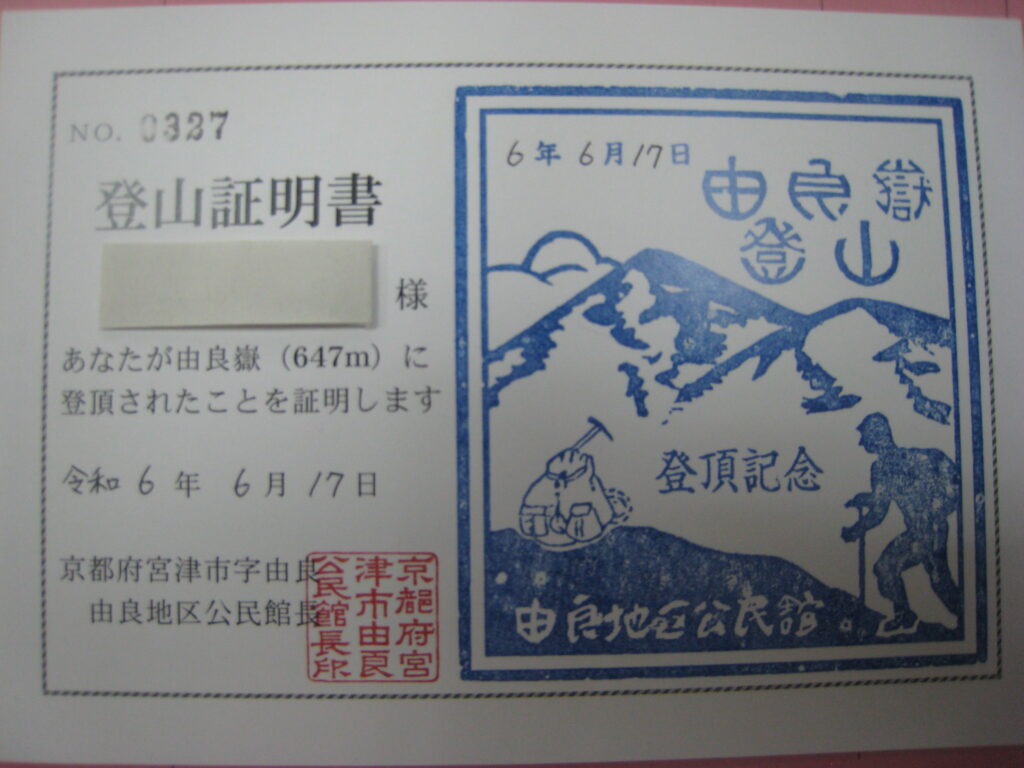 NO. 0327
登山証明書
様
あなたが由良嶽（647m）に
登頂されたことを証明します
令和 6 年 6 月 17 日
京都府宮津市字由良
由良地区公民館長
京都府宮
津市由良
公民館長印
6 年 6 月 17 日
由良嶽
登山
登頂記念
由良地区公民館